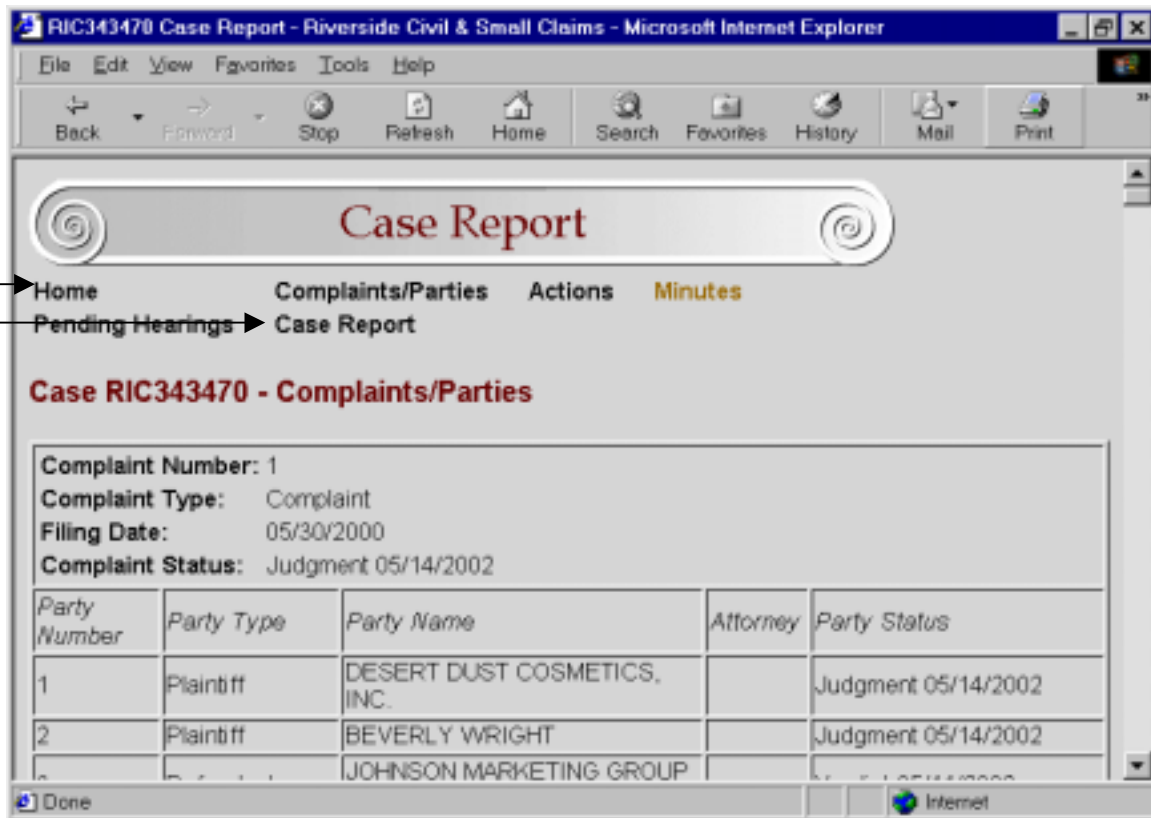 RIC343470 Case Report - Riverside Civil & Small Claims - Microsoft Internet Explorer
File Edit View Favorites Tools Help
Back Forward Stop Refresh Home Search Favorites History Mail Print
Case Report
Home Complaints/Parties Actions Minutes
Pending Hearings Case Report
Case RIC343470 - Complaints/Parties
Complaint Number: 1
Complaint Type: Complaint
Filing Date: 05/30/2000
Complaint Status: Judgment 05/14/2002
Party Number Party Type Party Name Attorney Party Status
1 Plaintiff DESERT DUST COSMETICS, INC. Judgment 05/14/2002
2 Plaintiff BEVERLY WRIGHT Judgment 05/14/2002
JOHNSON MARKETING GROUP
Done Internet